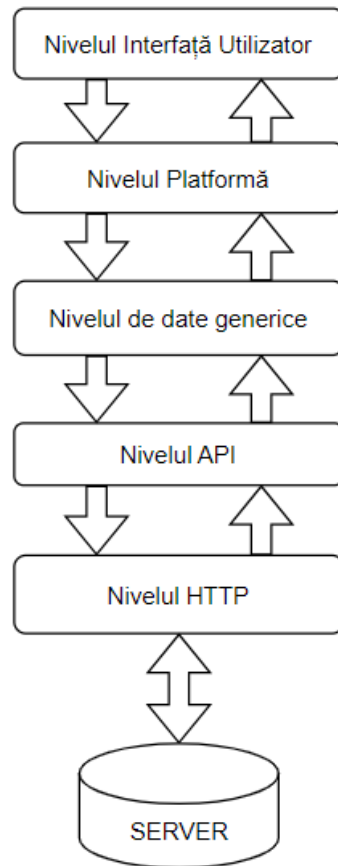 Nivelul Interfață Utilizator
Nivelul Platformă
Nivelul de date generice
Nivelul API
Nivelul HTTP
SERVER